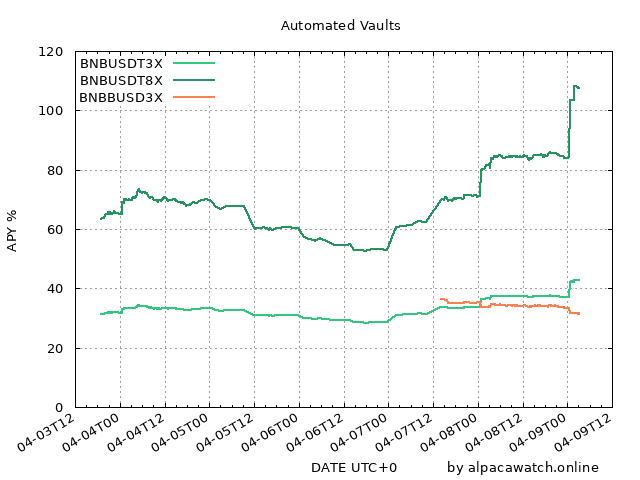 Automated Vaults
BNBUSDT3X
BNBUSDT8X
BNBBUSD3X
120
100
80
60
40
20
0
APY %
04-03T12
04-04T00
04-04T12
04-05T00
04-05T12
04-06T00
04-06T12
04-07T00
04-07T12
04-08T00
04-08T12
04-09T00
04-09T12
DATE UTC+0
by alpacawatch.online